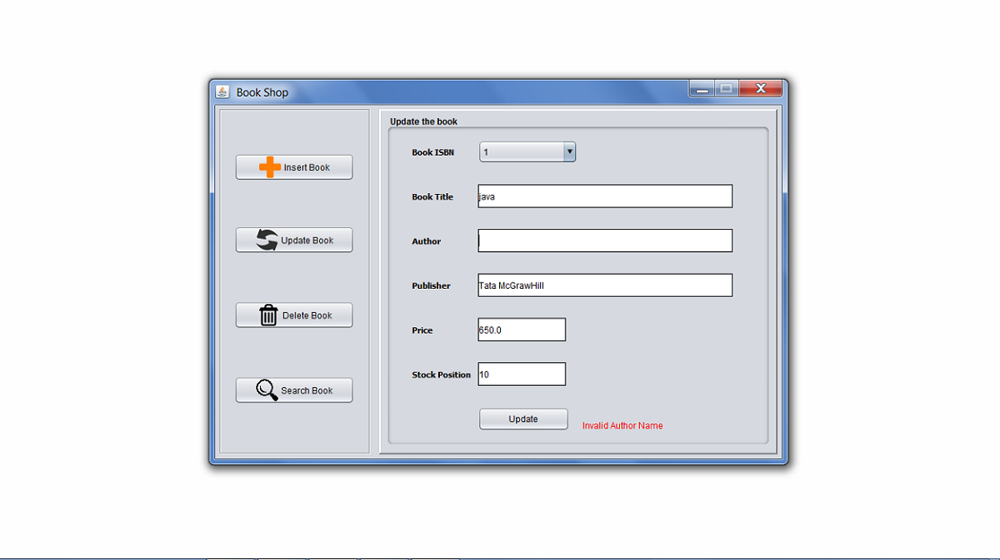 Book Shop
Insert Book
Update Book
Delete Book
Search Book
Update the book
Book ISBN 1
Book Title java
Author
Publisher Tata McGrawHill
Price 650.0
Stock Position 10
Update Invalid Author Name